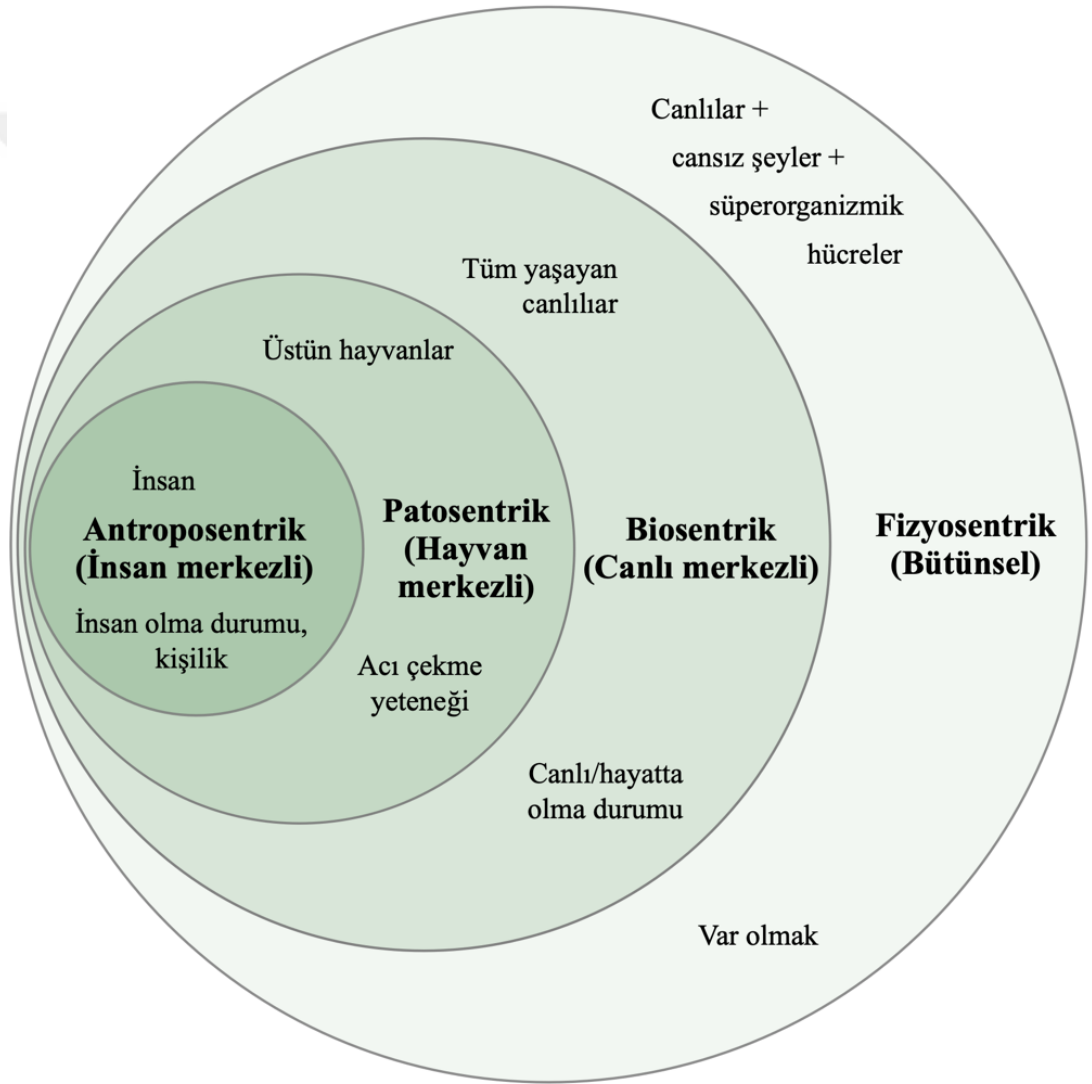 Canlılar +
cansız şeyler +
süperorganizmik
hücreler
Tüm yaşayan
canlılıar
Üstün hayvanlar
İnsan
Antroposentrik
(İnsan merkezli)
İnsan olma durumu,
kişilik
Patosentrik
(Hayvan
merkezli)
Acı çekme
yeteneği
Biosentrik
(Canlı merkezli)
Canlı/hayatta
olma durumu
Fizyosentrik
(Bütünsel)
Var olmak